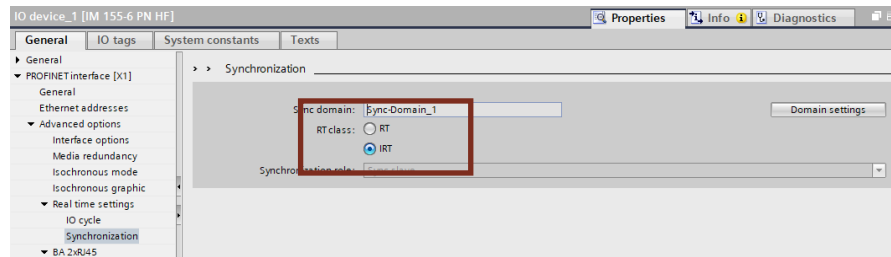 IO device_1 [IM 155-6 PN HF]
Properties Info Diagnostics
General IO tags System constants Texts
General
PROFINET interface [X1]
General
Ethernet addresses
Advanced options
Interface options
Media redundancy
Isochronous mode
Isochronous graphic
Real time settings
IO cycle
Synchronization
BA 2xRJ45
> > Synchronization
Sync domain: Sync-Domain_1 Domain settings
RT class: RT
IRT
Synchronization role: Sync slave